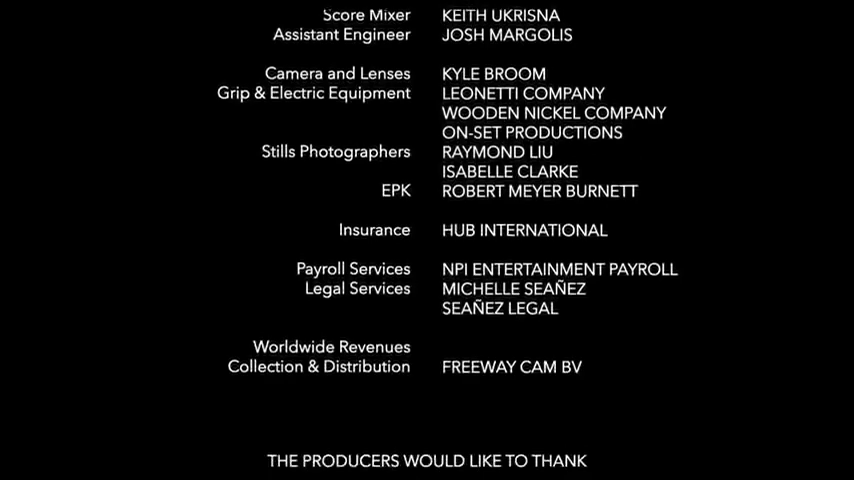 Score Mixer KEITH UKRISNA
Assistant Engineer JOSH MARGOLIS
Camera and Lenses KYLE BROOM
Grip & Electric Equipment LEONETTI COMPANY
WOODEN NICKEL COMPANY
ON-SET PRODUCTIONS
Stills Photographers RAYMOND LIU
ISABELLE CLARKE
EPK ROBERT MEYER BURNETT
Insurance HUB INTERNATIONAL
Payroll Services NPI ENTERTAINMENT PAYROLL
Legal Services MICHELLE SEAÑEZ
SEAÑEZ LEGAL
Worldwide Revenues
Collection & Distribution FREEWAY CAM BV
THE PRODUCERS WOULD LIKE TO THANK